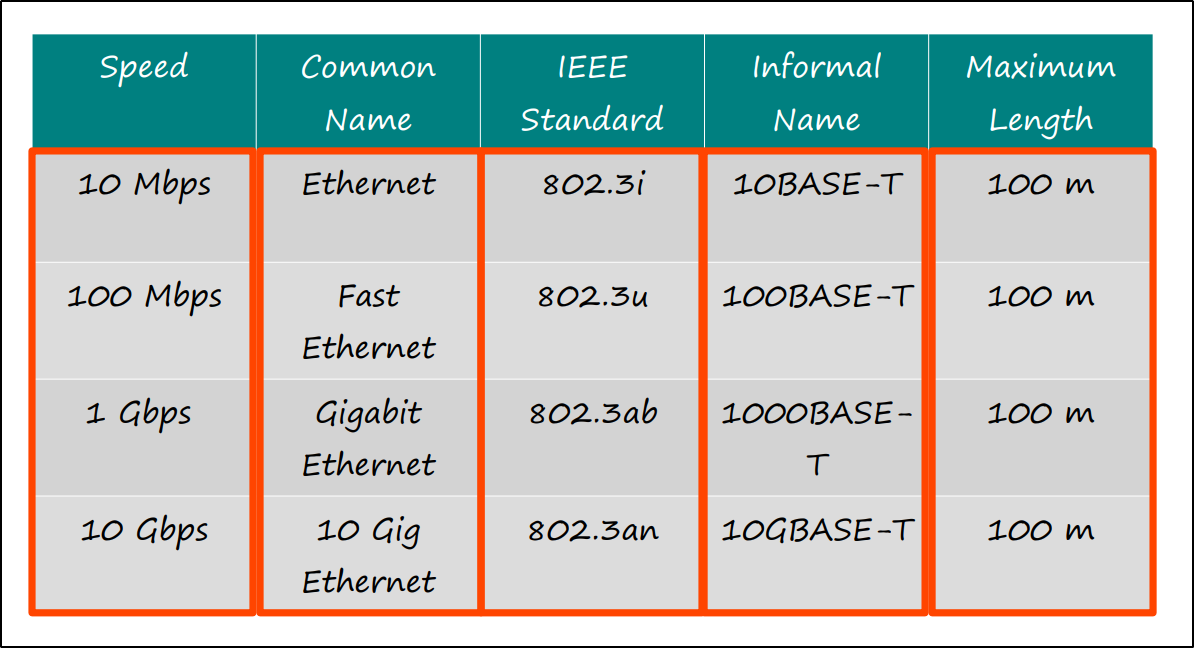 Speed
Common
Name
IEEE
Standard
Informal
Name
Maximum
Length
10 Mbps
Ethernet
802.3i
10BASE-T
100 m
100 Mbps
Fast
Ethernet
802.3u
100BASE-T
100 m
1 Gbps
Gigabit
Ethernet
802.3ab
1000BASE-
T
100 m
10 Gbps
10 Gig
Ethernet
802.3an
10GBASE-T
100 m